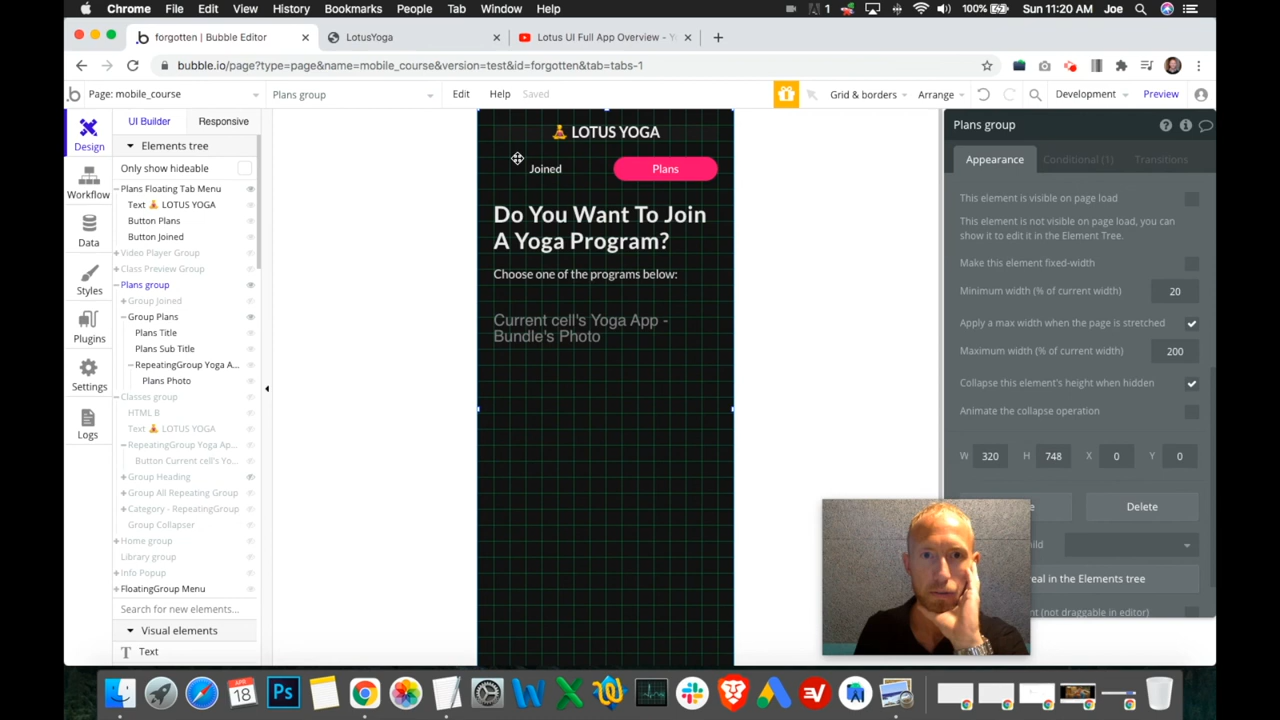 Chrome File Edit View History Bookmarks People Tab Window Help 1 100% Sun 11:20 AM Joe
forgotten | Bubble Editor LotusYoga Lotus UI Full App Overview - Yo
bubble.io/page?type=page&name=mobile_course&version=test&id=forgotten&tab=tabs-1
b Page: mobile_course Plans group Edit Help Saved Grid & borders Arrange Development Preview
Design
Workflow
Data
Styles
Plugins
Settings
Logs
UI Builder Responsive
Elements tree
Only show hideable
Plans Floating Tab Menu
Text 🧘 LOTUS YOGA
Button Plans
Button Joined
Video Player Group
Class Preview Group
Plans group
Group Joined
Group Plans
Plans Title
Plans Sub Title
RepeatingGroup Yoga A...
Plans Photo
Classes group
HTML B
Text 🧘 LOTUS YOGA
RepeatingGroup Yoga Ap...
Button Current cell's Yo...
Group Heading
Group All Repeating Group
Category - RepeatingGroup
Group Collapser
Home group
Library group
Info Popup
FloatingGroup Menu
Search for new elements...
Visual elements
T Text
🧘 LOTUS YOGA
Joined Plans
Do You Want To Join
A Yoga Program?
Choose one of the programs below:
Current cell's Yoga App -
Bundle's Photo
Plans group
Appearance Conditional (1) Transitions
This element is visible on page load
This element is not visible on page load, you can
show it to edit it in the Element Tree.
Make this element fixed-width
Minimum width (% of current width) 20
Apply a max width when the page is stretched
Maximum width (% of current width) 200
Collapse this element's height when hidden
Animate the collapse operation
W 320 H 748 X 0 Y 0
Delete
eal in the Elements tree
(not draggable in editor)
APR
18
Ps